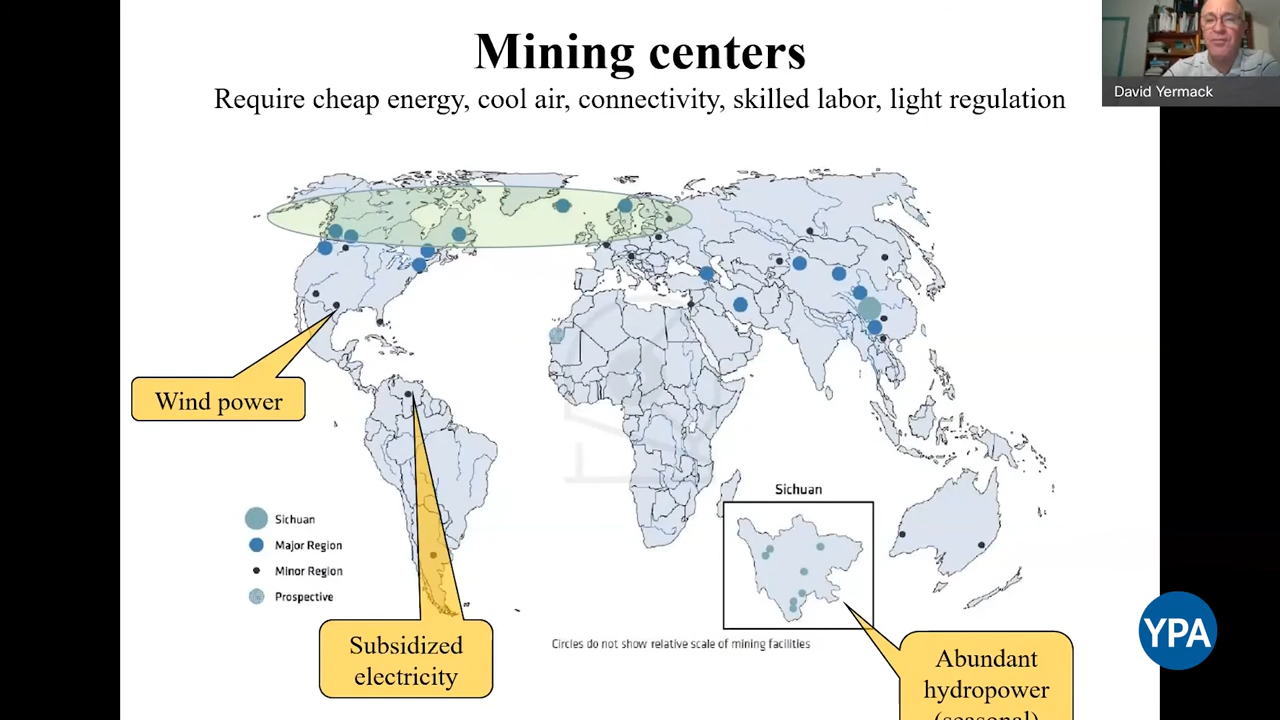 Mining centers
Require cheap energy, cool air, connectivity, skilled labor, light regulation
David Yermack
Wind power
Sichuan
Sichuan
Major Region
Minor Region
Prospective
Subsidized
electricity
Circles do not show relative scale of mining facilities
Abundant
hydropower
(seasonal)
YPA